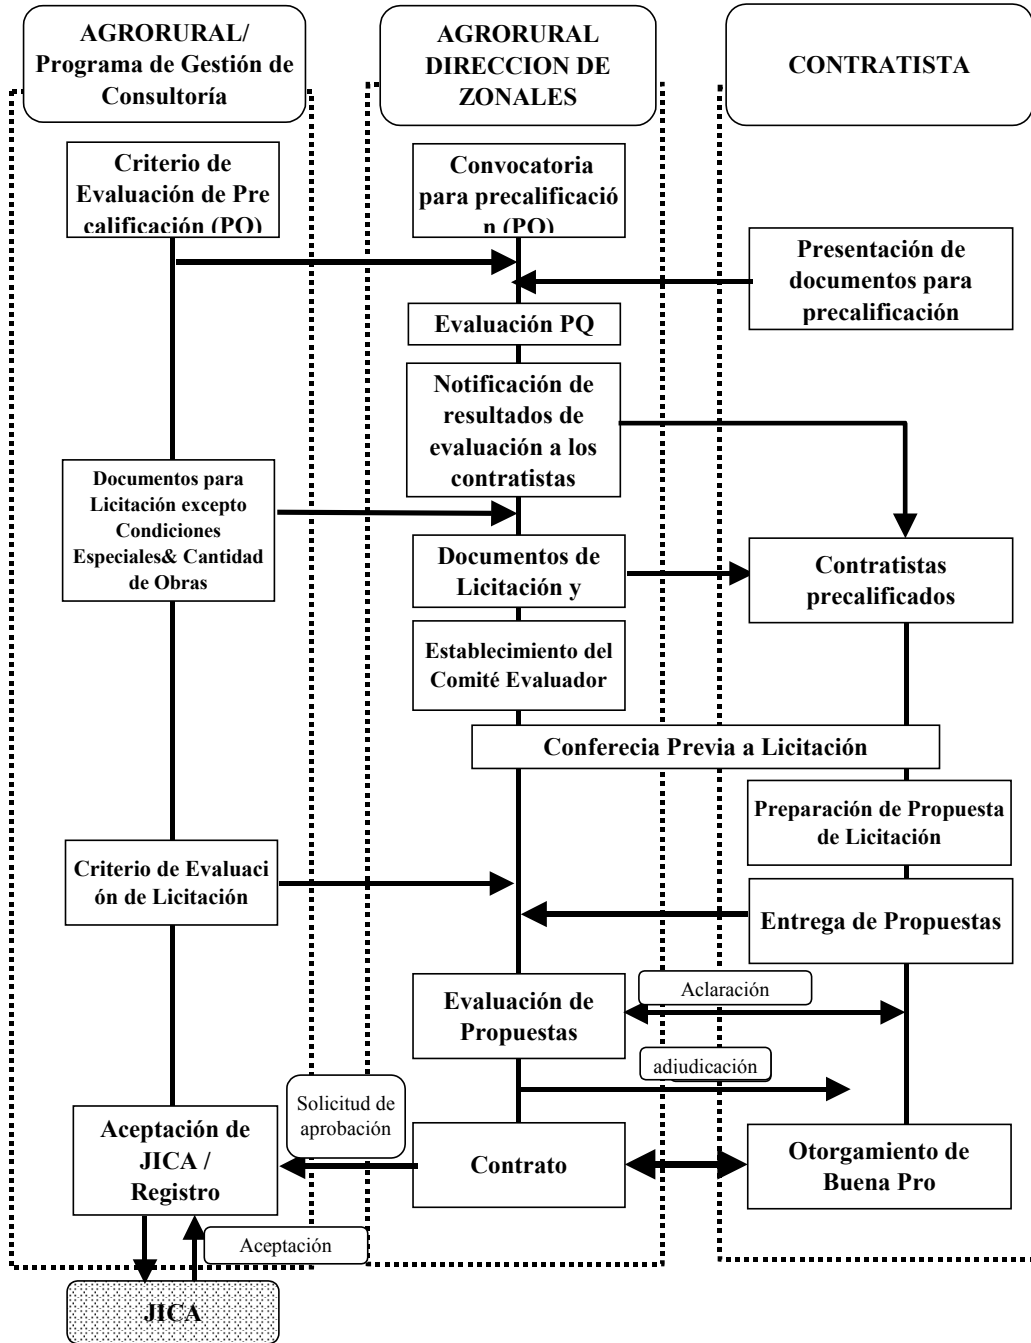 AGRORURAL/
Programa de Gestión de
Consultoría
AGRORURAL
DIRECCION DE
ZONALES
CONTRATISTA
Criterio de
Evaluación de Pre
calificación (PQ)
Convocatoria
para precalificació
n (PQ)
Presentación de
documentos para
precalificación
Evaluación PQ
Notificación de
resultados de
evaluación a los
contratistas
Documentos para
Licitación excepto
Condiciones
Especiales& Cantidad
de Obras
Documentos de
Licitación y
Contratistas
precalificados
Establecimiento del
Comité Evaluador
Conferecia Previa a Licitación
Preparación de Propuesta
de Licitación
Criterio de Evaluaci
ón de Licitación
Entrega de Propuestas
Evaluación de
Propuestas
Aclaración
adjudicación
Solicitud de
aprobación
Aceptación de
JICA /
Registro
Contrato
Otorgamiento de
Buena Pro
Aceptación
JICA